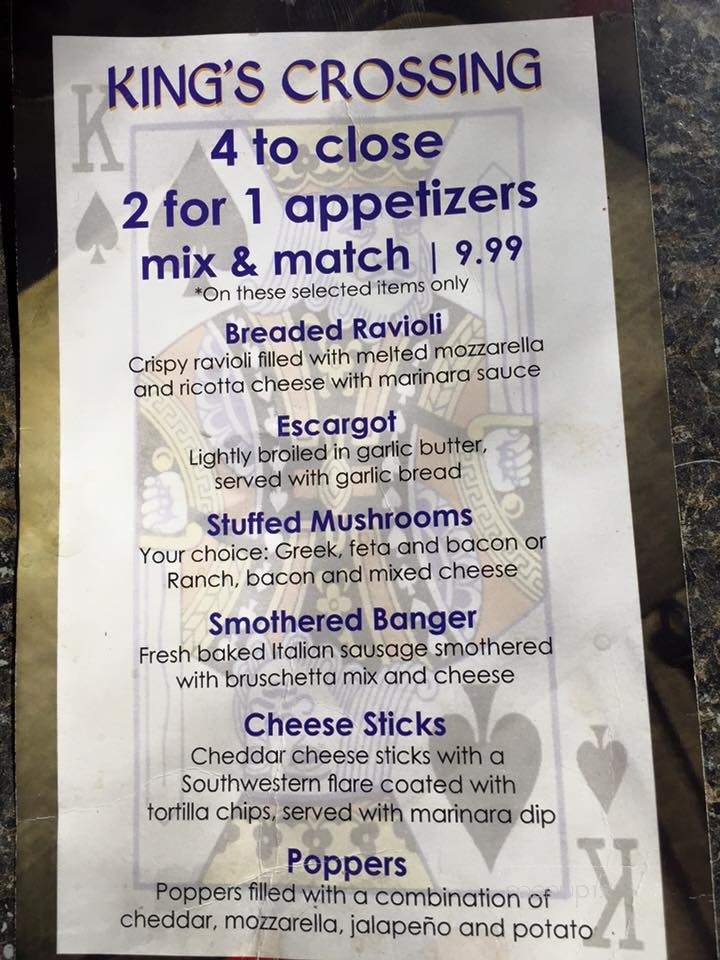 K
KING'S CROSSING
4 to close
2 for 1 appetizers
mix & match | 9.99
*On these selected items only
Breaded Ravioli
Crispy ravioli filled with melted mozzarella
and ricotta cheese with marinara sauce
Escargot
Lightly broiled in garlic butter,
served with garlic bread
Stuffed Mushrooms
Your choice: Greek, feta and bacon or
Ranch, bacon and mixed cheese
Smothered Banger
Fresh baked Italian sausage smothered
with bruschetta mix and cheese
Cheese Sticks
Cheddar cheese sticks with a
Southwestern flare coated with
tortilla chips, served with marinara dip
Poppers
Poppers filled with a combination of
cheddar, mozzarella, jalapeño and potato
K